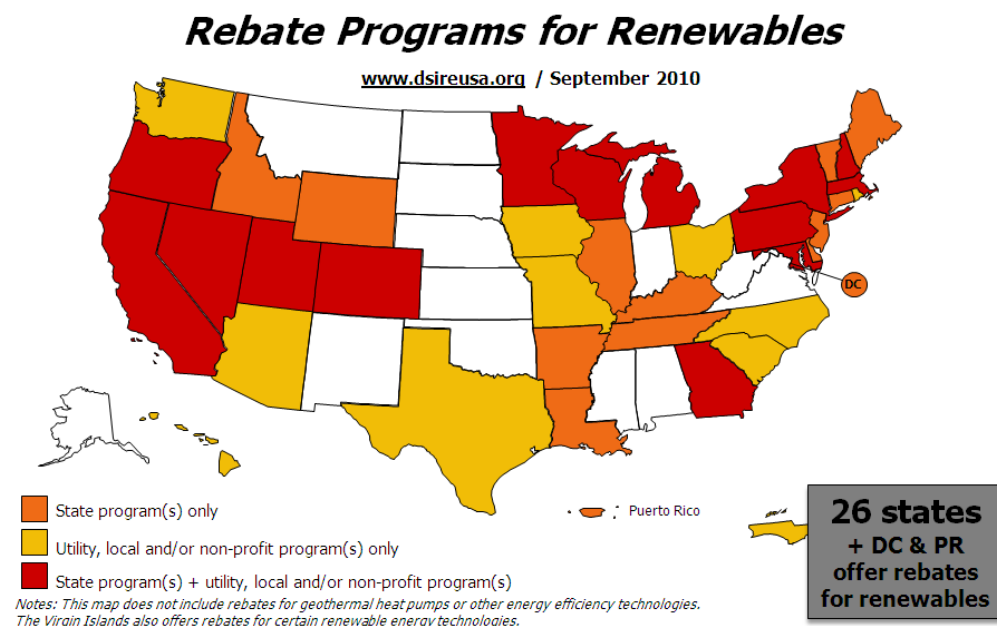 Rebate Programs for Renewables
www.dsireusa.org / September 2010
DC
State program(s) only
Puerto Rico
Utility, local and/or non-profit program(s) only
State program(s) + utility, local and/or non-profit program(s)
26 states
+ DC & PR
offer rebates
for renewables
Notes: This map does not include rebates for geothermal heat pumps or other energy efficiency technologies.
The Virgin Islands also offers rebates for certain renewable energy technologies.